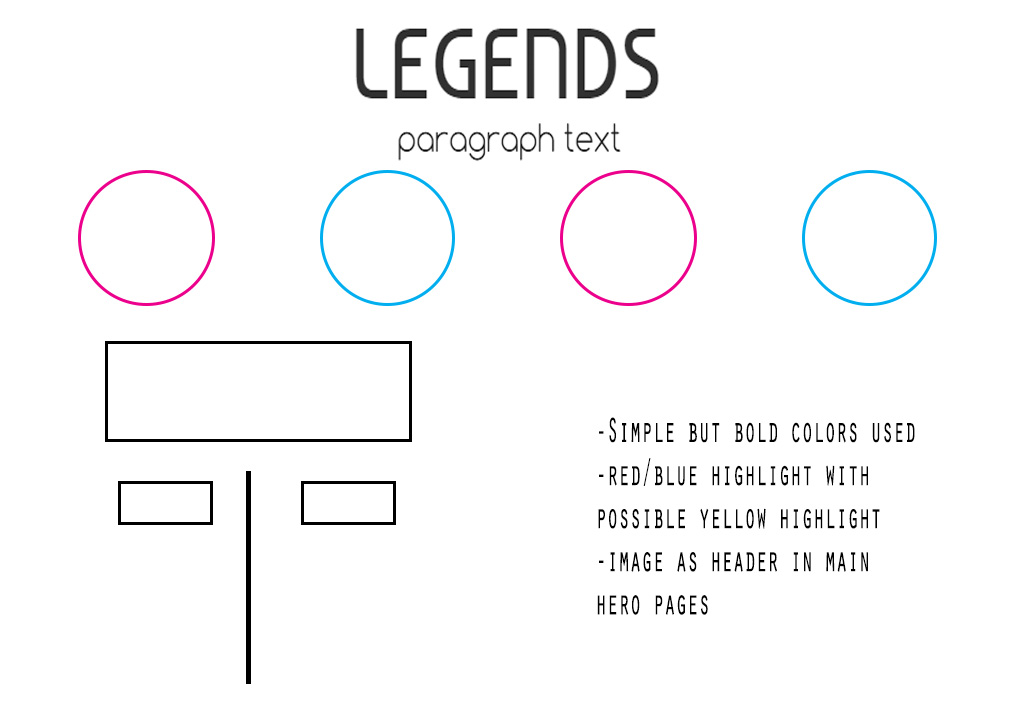 LEGENDS
paragraph text
-Simple but bold colors used
-red/blue highlight with
possible yellow highlight
-image as header in main
hero pages